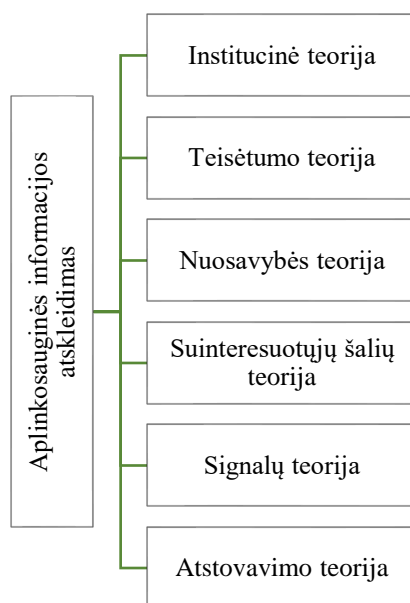 Aplinkosauginės informacijos
atskleidimas
Institucinė teorija
Teisėtumo teorija
Nuosavybės teorija
Suinteresuotųjų šalių
teorija
Signalų teorija
Atstovavimo teorija